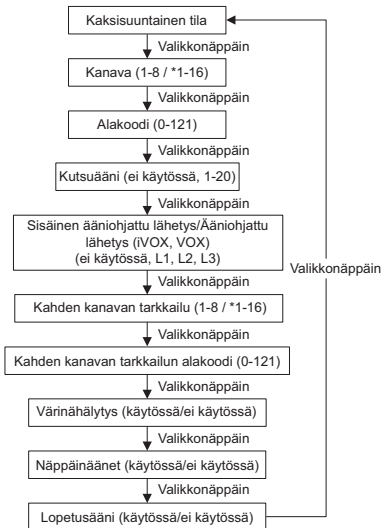 Kaksisuuntainen tila
Valikkonäppäin
Kanava (1-8 / *1-16)
Valikkonäppäin
Alakoodi (0-121)
Valikkonäppäin
Kutsuääni (ei käytössä, 1-20)
Valikkonäppäin
Sisäinen ääniohjattu lähetys/Ääniohjattu
lähetys (iVOX, VOX)
(ei käytössä, L1, L2, L3)
Valikkonäppäin
Valikkonäppäin
Kahden kanavan tarkkailu (1-8 / *1-16)
Valikkonäppäin
Kahden kanavan tarkkailun alakoodi (0-121)
Valikkonäppäin
Värinähälytys (käytössä/ei käytössä)
Valikkonäppäin
Näppäinäänet (käytössä/ei käytössä)
Valikkonäppäin
Lopetusääni (käytössä/ei käytössä)